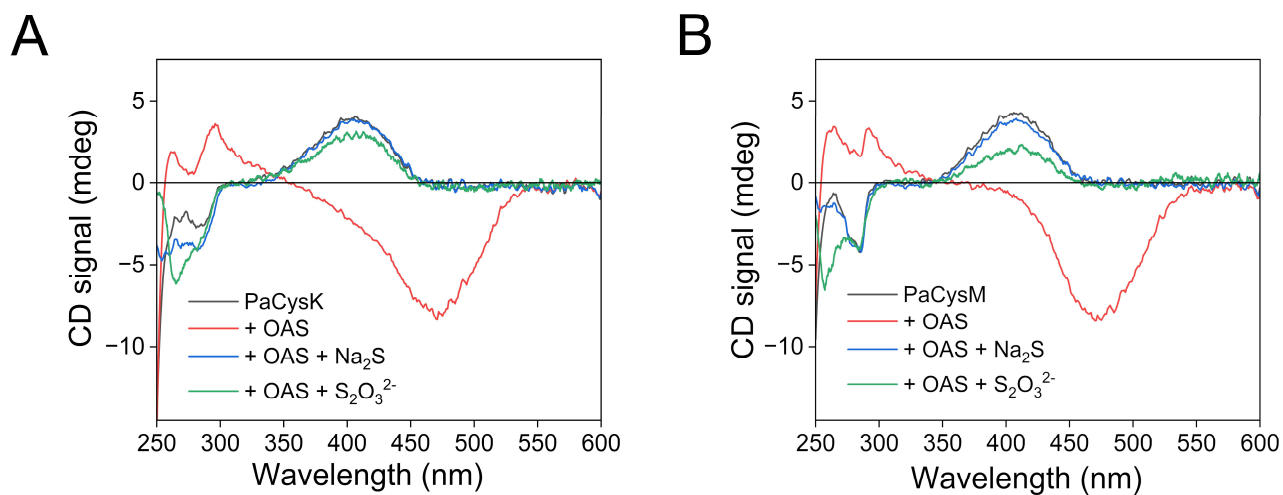 A
CD signal (mdeg)
5
0
−5
−10
PaCysK
+ OAS
+ OAS + Na₂S
+ OAS + S₂O₃²⁻
250 300 350 400 450 500 550 600
Wavelength (nm)
B
CD signal (mdeg)
5
0
−5
−10
PaCysM
+ OAS
+ OAS + Na₂S
+ OAS + S₂O₃²⁻
250 300 350 400 450 500 550 600
Wavelength (nm)